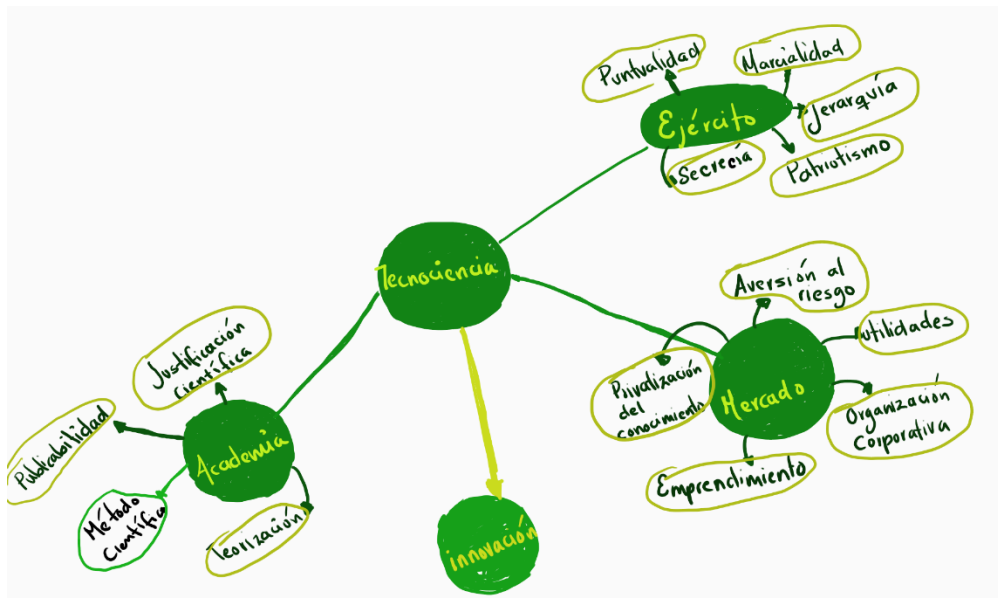 Puntualidad
Marcialidad
Jerarquía
Ejército
Secrecía
Patriotismo
Tecnociencia
Aversión al
riesgo
utilidades
Privatización
del
conocimiento
Mercado
Organización
corporativa
Emprendimiento
Justificación
científica
Publicabilidad
Academia
Método
Científico
Teorización
innovación